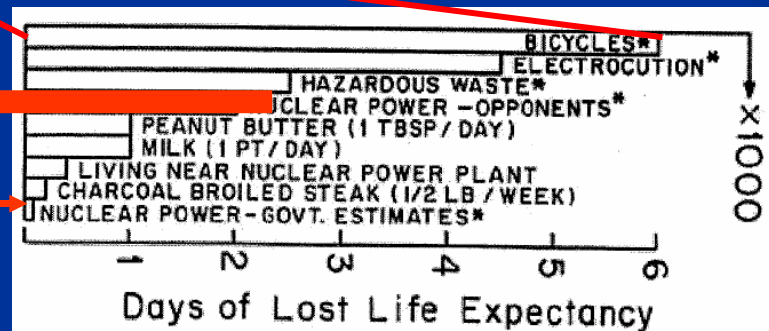 BICYCLES*
ELECTROCUTION*
HAZARDOUS WASTE*
UCLEAR POWER -OPPONENTS*
PEANUT BUTTER (1 TBSP/DAY)
MILK (1 PT/DAY)
LIVING NEAR NUCLEAR POWER PLANT
CHARCOAL BROILED STEAK (1/2 LB/WEEK)
NUCLEAR POWER-GOVT. ESTIMATES*
×1000
1 2 3 4 5 6
Days of Lost Life Expectancy